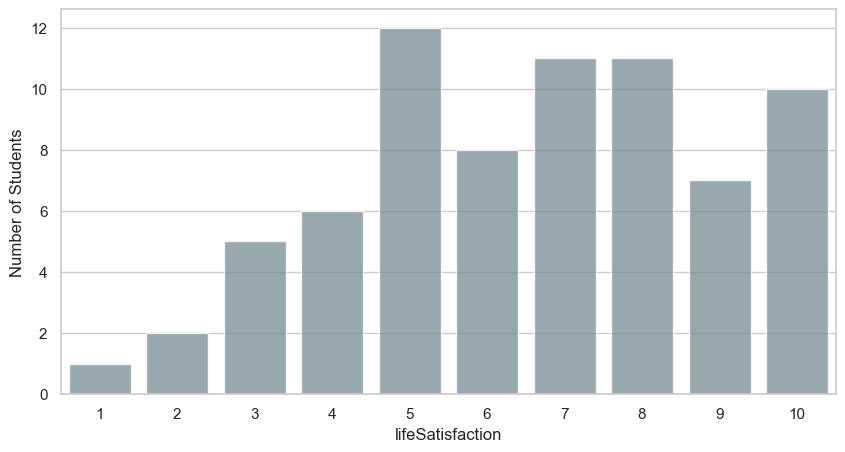 12
10
8
6
4
2
0
Number of Students
1 2 3 4 5 6 7 8 9 10
lifeSatisfaction